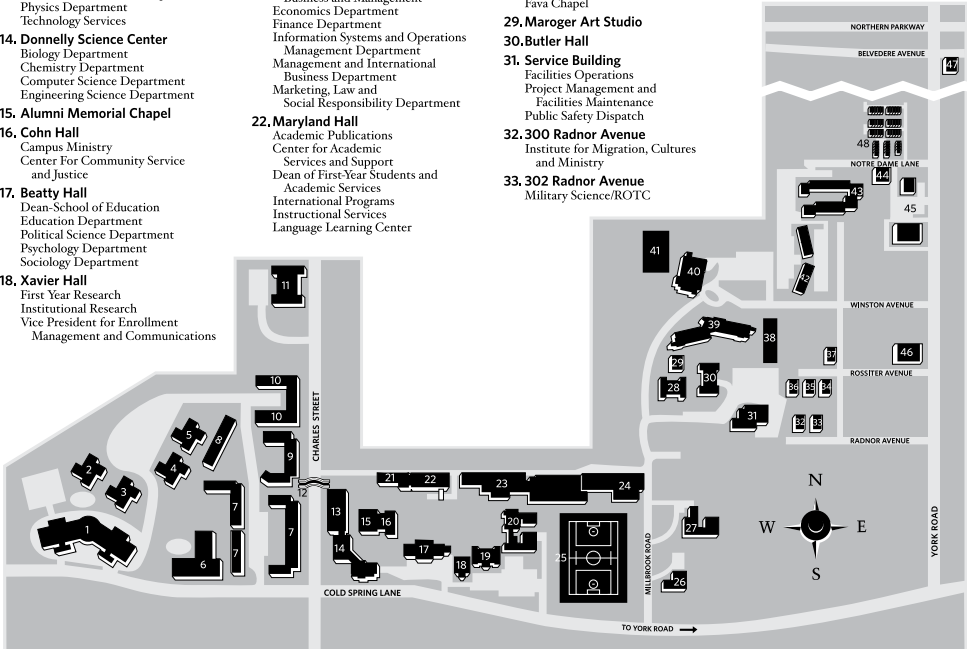 Physics Department
Technology Services
14. Donnelly Science Center
Biology Department
Chemistry Department
Computer Science Department
Engineering Science Department
15. Alumni Memorial Chapel
16. Cohn Hall
Campus Ministry
Center For Community Service
and Justice
17. Beatty Hall
Dean-School of Education
Education Department
Political Science Department
Psychology Department
Sociology Department
18. Xavier Hall
First Year Research
Institutional Research
Vice President for Enrollment
Management and Communications
Business and Management
Economics Department
Finance Department
Information Systems and Operations
Management Department
Management and International
Business Department
Marketing, Law and
Social Responsibility Department
22. Maryland Hall
Academic Publications
Center for Academic
Services and Support
Dean of First-Year Students and
Academic Services
International Programs
Instructional Services
Language Learning Center
Fava Chapel
29. Maroger Art Studio
30. Butler Hall
31. Service Building
Facilities Operations
Project Management and
Facilities Maintenance
Public Safety Dispatch
32. 300 Radnor Avenue
Institute for Migration, Cultures
and Ministry
33. 302 Radnor Avenue
Military Science/ROTC
NORTHERN PARKWAY
BELVEDERE AVENUE
47
48
NOTRE DAME LANE
44
43
45
41
40
42
11
WINSTON AVENUE
39
38
37
46
29
ROSSITER AVENUE
10
28
30
36
35
34
10
31
32
33
CHARLES STREET
RADNOR AVENUE
5
8
9
2
4
3
12
21
22
23
24
N
W
E
S
7
13
15
16
20
27
1
7
14
17
25
7
6
18
19
26
MILLBROOK ROAD
YORK ROAD
COLD SPRING LANE
TO YORK ROAD